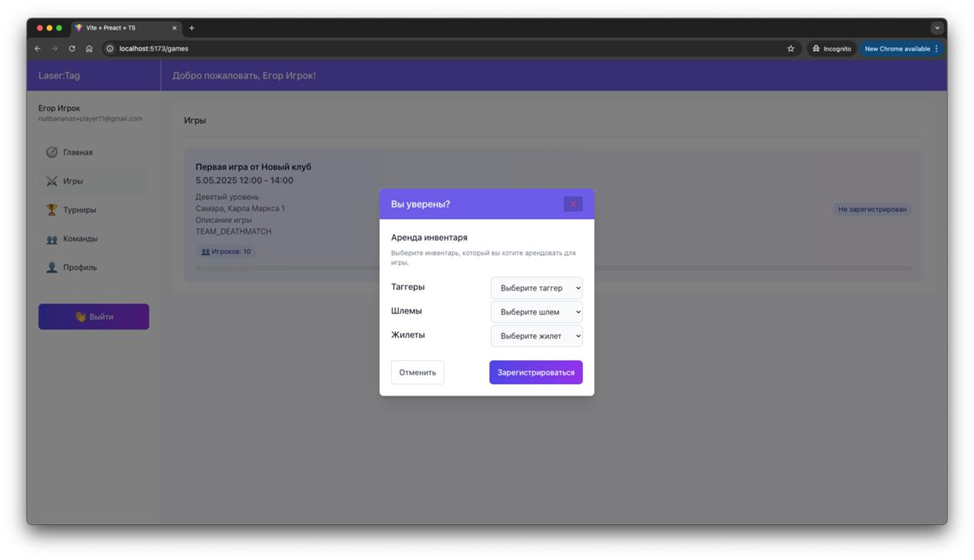 Vite + Preact + TS
localhost:5173/games
Incognito
New Chrome available
Laser:Tag
Добро пожаловать, Егор Игрок!
Егор Игрок
nullbananas+player11@gmail.com
Главная
Игры
Турниры
Команды
Профиль
Выйти
Игры
Первая игра от Новый клуб
5.05.2025 12:00 - 14:00
Девятый уровень
Самара, Карла Маркса 1
Описание игры
TEAM_DEATHMATCH
Игроков: 10
Не зарегистрирован
Вы уверены?
Аренда инвентаря
Выберите инвентарь, который вы хотите арендовать для
игры.
Таггеры
Выберите таггер
Шлемы
Выберите шлем
Жилеты
Выберите жилет
Отменить
Зарегистрироваться